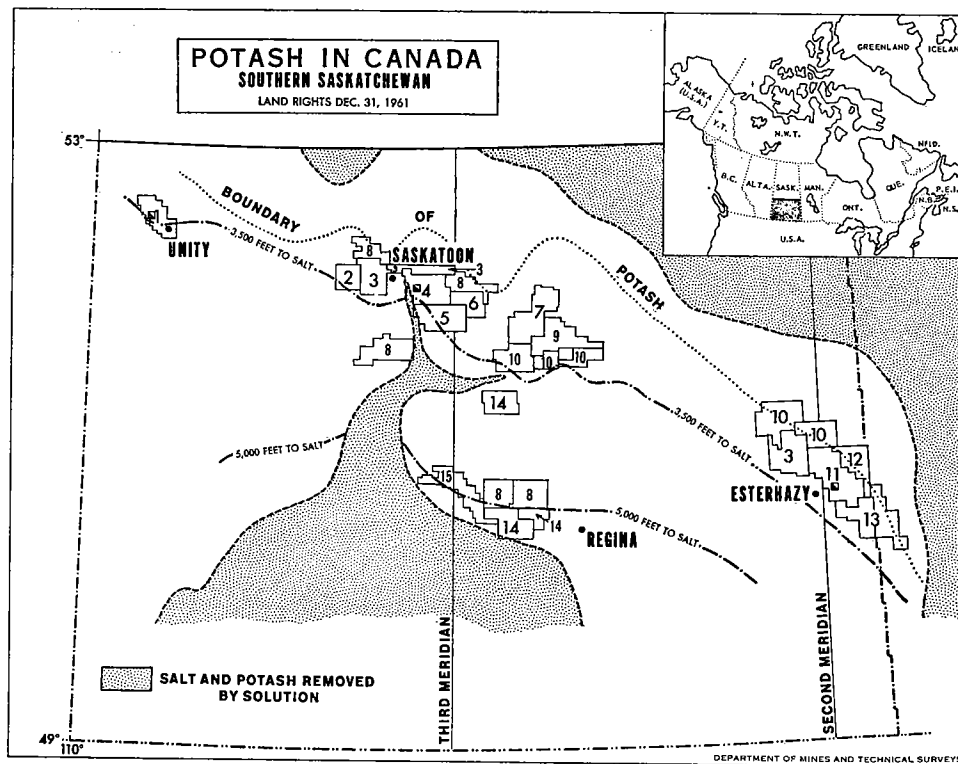 POTASH IN CANADA
SOUTHERN SASKATCHEWAN
LAND RIGHTS DEC. 31, 1961
GREENLAND
ICELAN
ALASKA
(U.S.A.)
Y.T.
N.W.T.
B.C.
ALTA.
SASK.
MAN.
ONT.
QUE.
NFLD.
P.E.I.
N.B.
N.S.
U.S.A.
53°
BOUNDARY
OF
POTASH
UNITY
3,500 FEET TO SALT
SASKATOON
8
3
2
3
8
4
6
5
7
9
8
10
10
10
14
3,500 FEET TO SALT
5,000 FEET TO SALT
10
10
3
12
11
ESTERHAZY
13
15
8
8
14
14
REGINA
5,000 FEET TO SALT
THIRD MERIDIAN
SECOND MERIDIAN
SALT AND POTASH REMOVED
BY SOLUTION
49°
110°
DEPARTMENT OF MINES AND TECHNICAL SURVEYS